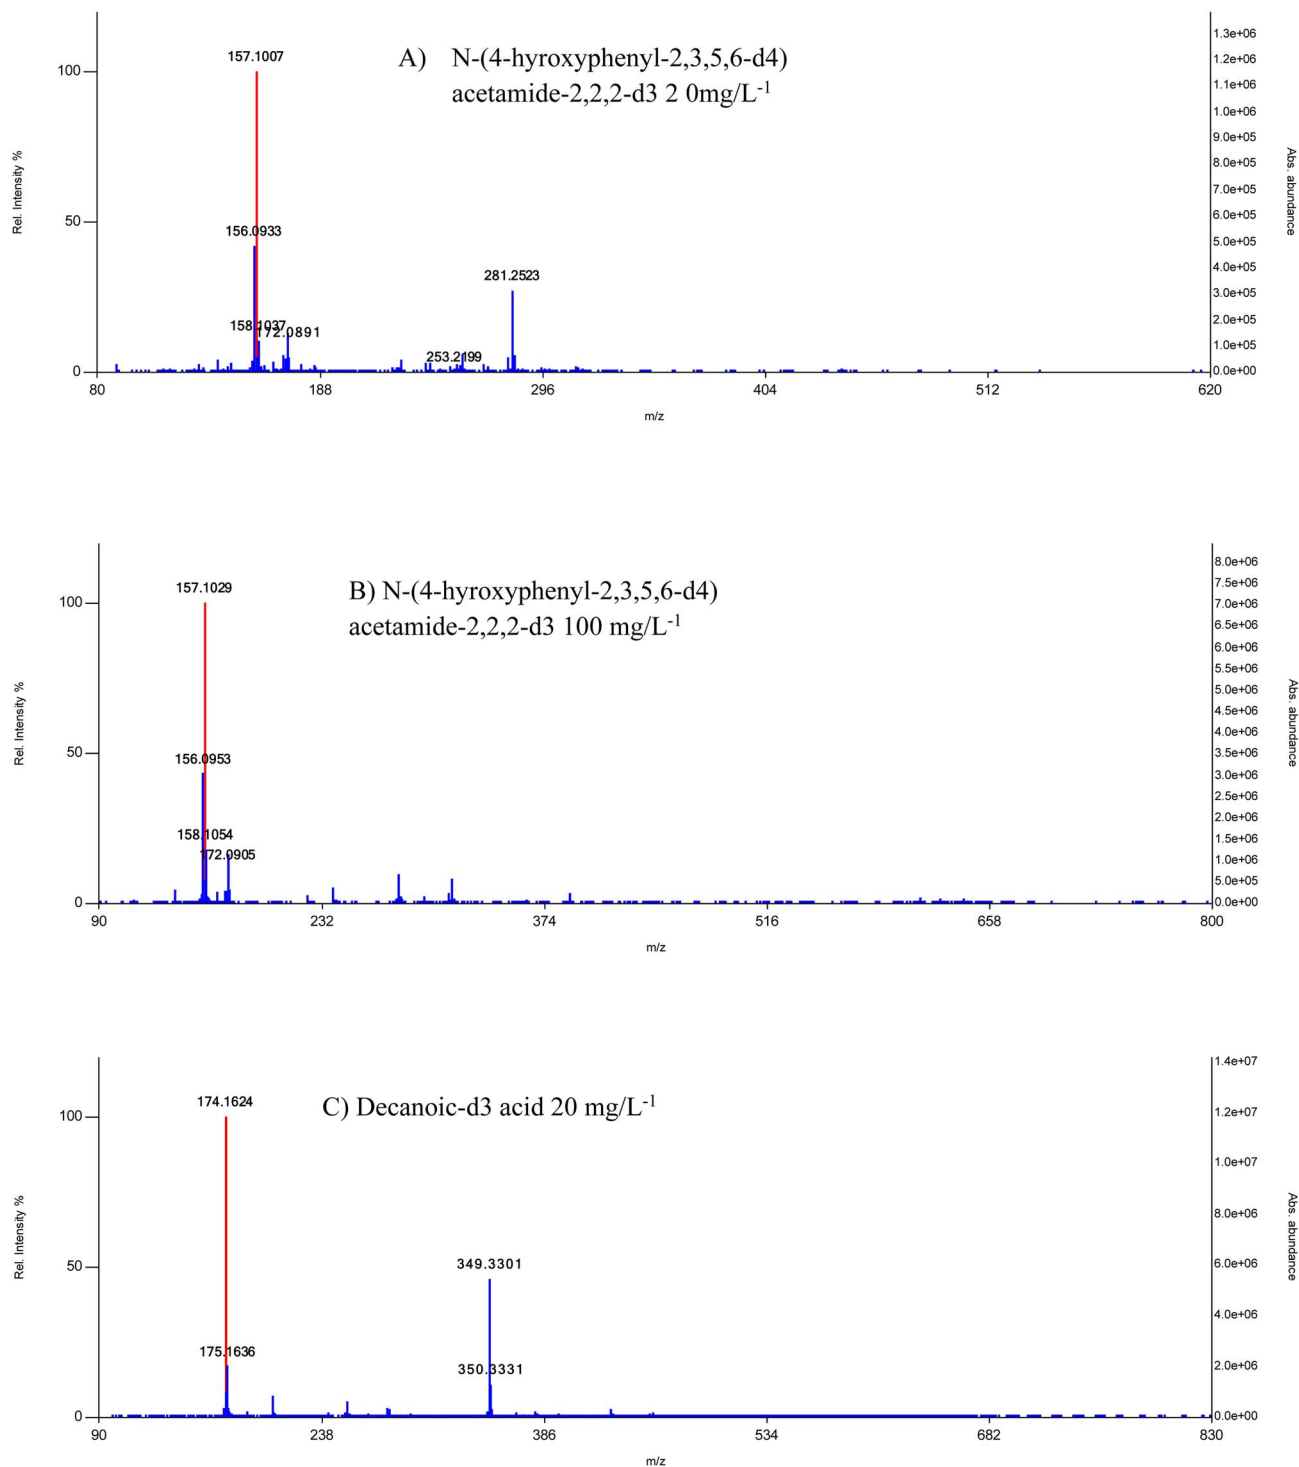 A) N-(4-hyroxyphenyl-2,3,5,6-d4)
acetamide-2,2,2-d3 2 0mg/L-1
Rel. Intensity %
100
50
0
157.1007
156.0933
158.1037
172.0891
253.2199
281.2523
80
188
296
404
512
620
m/z
1.3e+06
1.2e+06
1.1e+06
1.0e+06
9.0e+05
8.0e+05
7.0e+05
6.0e+05
5.0e+05
4.0e+05
3.0e+05
2.0e+05
1.0e+05
0.0e+00
Abs. abundance
B) N-(4-hyroxyphenyl-2,3,5,6-d4)
acetamide-2,2,2-d3 100 mg/L-1
Rel. Intensity %
100
50
0
157.1029
156.0953
158.1054
172.0905
90
232
374
516
658
800
m/z
8.0e+06
7.5e+06
7.0e+06
6.5e+06
6.0e+06
5.5e+06
5.0e+06
4.5e+06
4.0e+06
3.5e+06
3.0e+06
2.5e+06
2.0e+06
1.5e+06
1.0e+06
5.0e+05
0.0e+00
Abs. abundance
C) Decanoic-d3 acid 20 mg/L-1
Rel. Intensity %
100
50
0
174.1624
175.1636
349.3301
350.3331
90
238
386
534
682
830
m/z
1.4e+07
1.2e+07
1.0e+07
8.0e+06
6.0e+06
4.0e+06
2.0e+06
0.0e+00
Abs. abundance